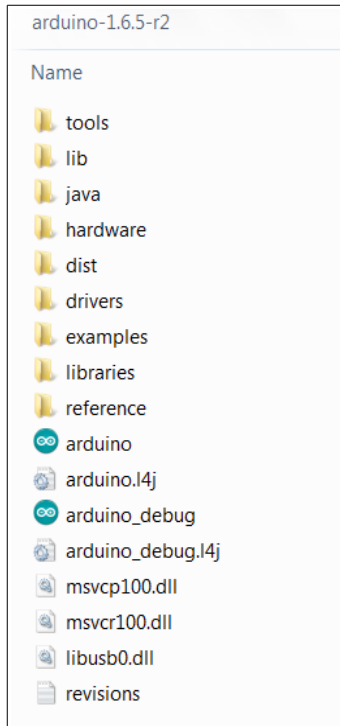 arduino-1.6.5-r2
Name
tools
lib
java
hardware
dist
drivers
examples
libraries
reference
arduino
arduino.l4j
arduino_debug
arduino_debug.l4j
msvcp100.dll
msvcr100.dll
libusb0.dll
revisions